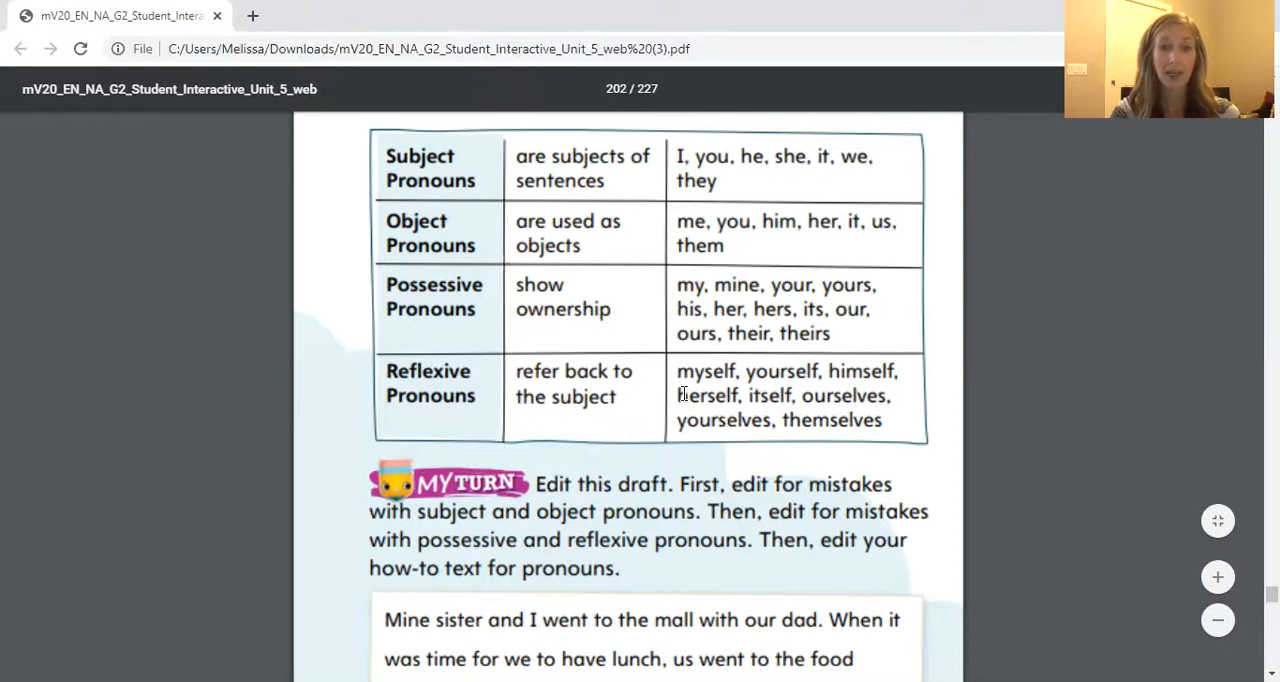 mV20_EN_NA_G2_Student_Intera
File
C:/Users/Melissa/Downloads/mV20_EN_NA_G2_Student_Interactive_Unit_5_web%20(3).pdf
mV20_EN_NA_G2_Student_Interactive_Unit_5_web
202 / 227
Subject Pronouns
are subjects of sentences
I, you, he, she, it, we,
they
Object Pronouns
are used as objects
me, you, him, her, it, us,
them
Possessive Pronouns
show ownership
my, mine, your, yours,
his, her, hers, its, our,
ours, their, theirs
Reflexive Pronouns
refer back to the subject
myself, yourself, himself,
herself, itself, ourselves,
yourselves, themselves
MY TURN Edit this draft. First, edit for mistakes
with subject and object pronouns. Then, edit for mistakes
with possessive and reflexive pronouns. Then, edit your
how-to text for pronouns.
Mine sister and I went to the mall with our dad. When it
was time for we to have lunch, us went to the food